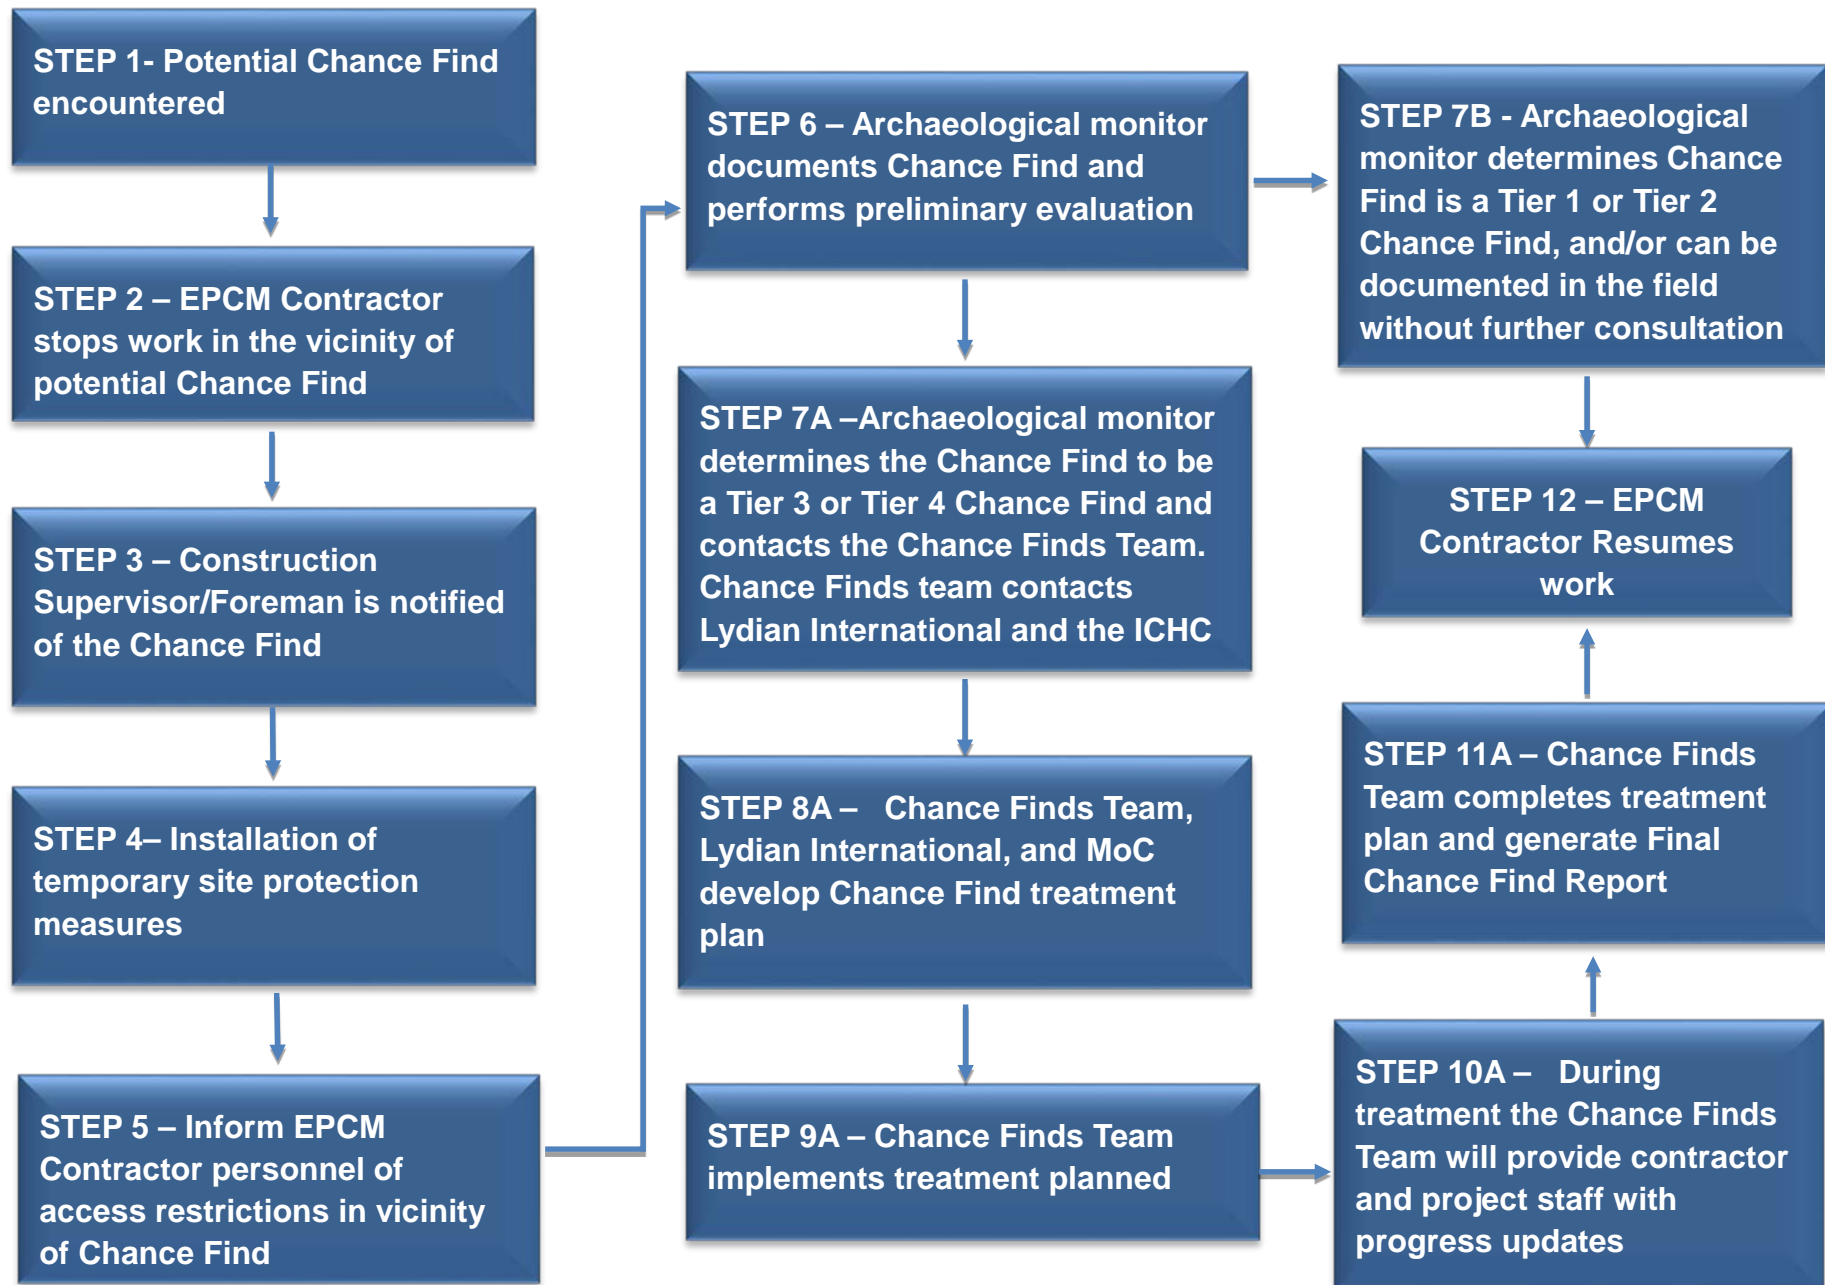 STEP 1- Potential Chance Find
encountered
STEP 2 – EPCM Contractor
stops work in the vicinity of
potential Chance Find
STEP 3 – Construction
Supervisor/Foreman is notified
of the Chance Find
STEP 4– Installation of
temporary site protection
measures
STEP 5 – Inform EPCM
Contractor personnel of
access restrictions in vicinity
of Chance Find
STEP 6 – Archaeological monitor
documents Chance Find and
performs preliminary evaluation
STEP 7A –Archaeological monitor
determines the Chance Find to be
a Tier 3 or Tier 4 Chance Find and
contacts the Chance Finds Team.
Chance Finds team contacts
Lydian International and the ICHC
STEP 8A – Chance Finds Team,
Lydian International, and MoC
develop Chance Find treatment
plan
STEP 9A – Chance Finds Team
implements treatment planned
STEP 7B - Archaeological
monitor determines Chance
Find is a Tier 1 or Tier 2
Chance Find, and/or can be
documented in the field
without further consultation
STEP 12 – EPCM
Contractor Resumes
work
STEP 11A – Chance Finds
Team completes treatment
plan and generate Final
Chance Find Report
STEP 10A – During
treatment the Chance Finds
Team will provide contractor
and project staff with
progress updates